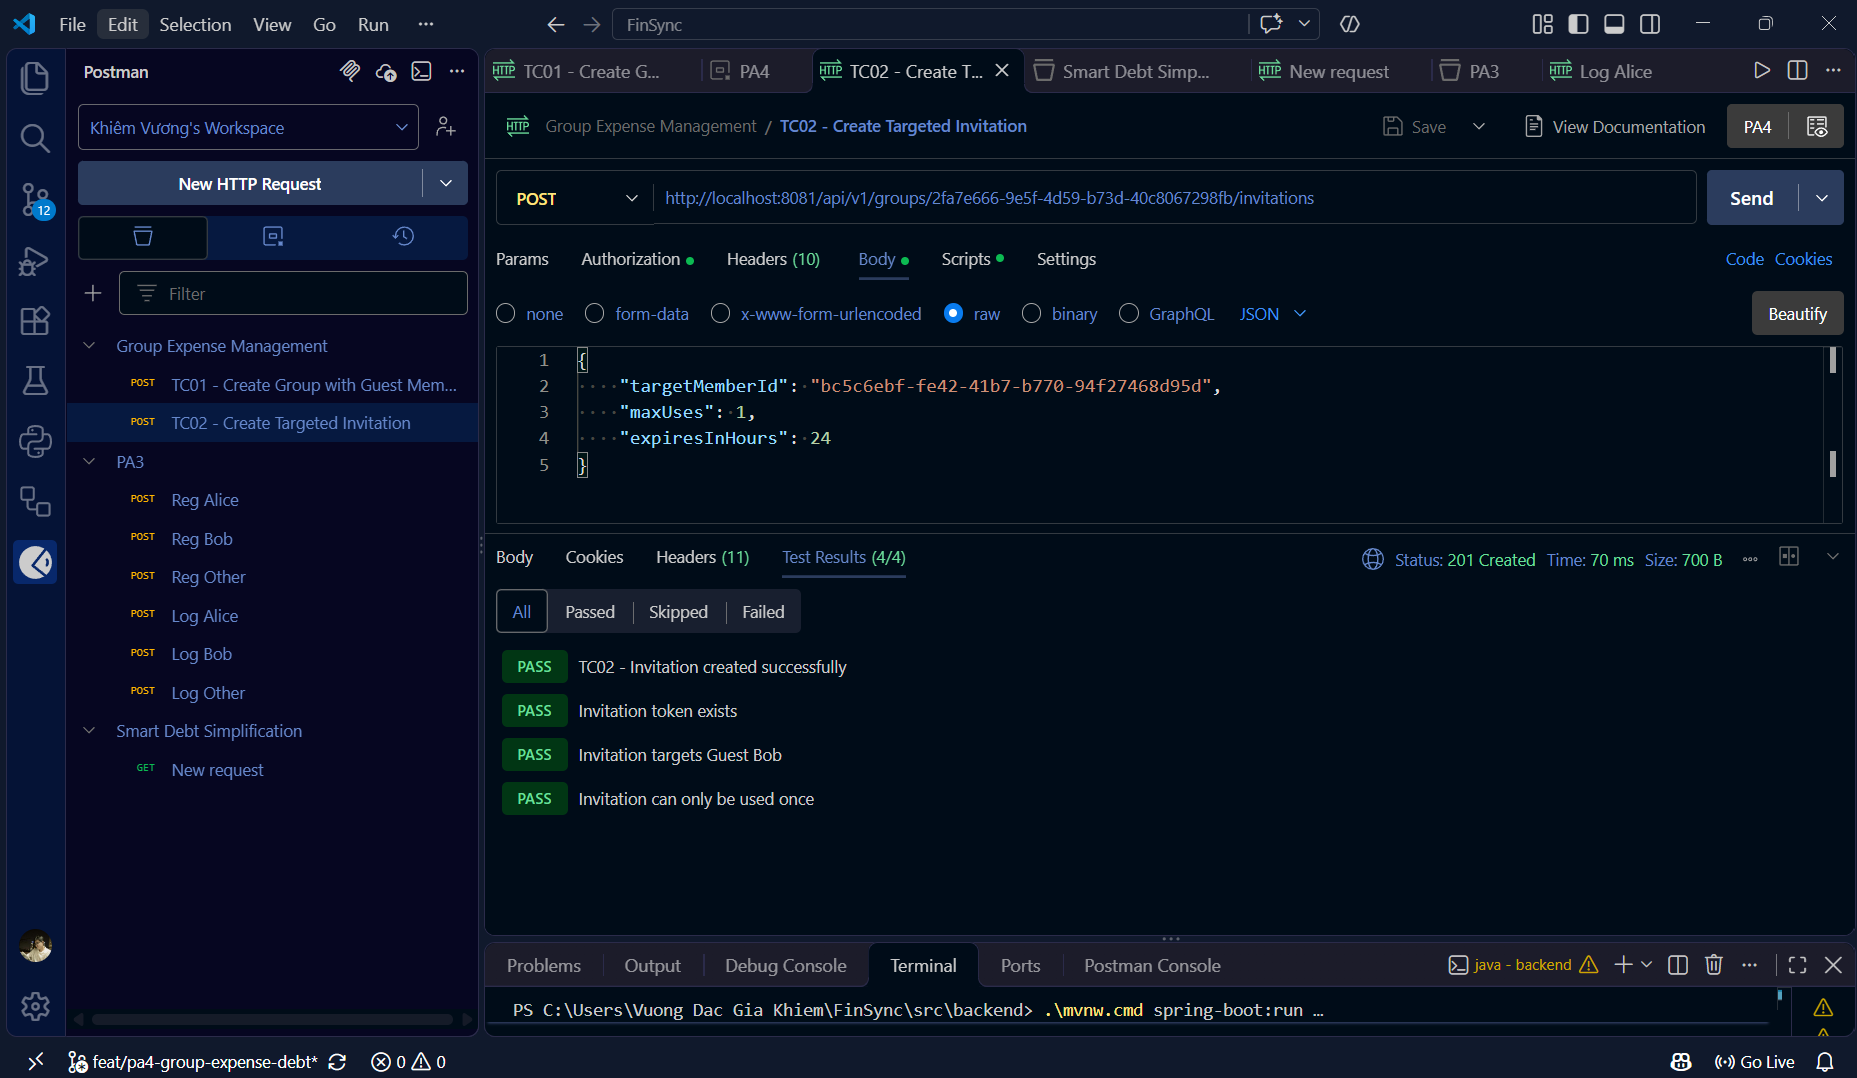 File Edit Selection View Go Run ···
FinSync
Postman
Khiêm Vương's Workspace
New HTTP Request
Filter
12
Group Expense Management
POST TC01 - Create Group with Guest Mem...
POST TC02 - Create Targeted Invitation
PA3
POST Reg Alice
POST Reg Bob
POST Reg Other
POST Log Alice
POST Log Bob
POST Log Other
Smart Debt Simplification
GET New request
HTTP TC01 - Create G... PA4 HTTP TC02 - Create T... Smart Debt Simp... HTTP New request PA3 HTTP Log Alice
HTTP Group Expense Management / TC02 - Create Targeted Invitation Save View Documentation PA4
POST http://localhost:8081/api/v1/groups/2fa7e666-9e5f-4d59-b73d-40c8067298fb/invitations Send
Params Authorization Headers (10) Body Scripts Settings Code Cookies
none form-data x-www-form-urlencoded raw binary GraphQL JSON Beautify
1 {
2 ····"targetMemberId":·"bc5c6ebf-fe42-41b7-b770-94f27468d95d",
3 ····"maxUses":·1,
4 ····"expiresInHours":·24
5 }
Body Cookies Headers (11) Test Results (4/4) Status: 201 Created Time: 70 ms Size: 700 B
All Passed Skipped Failed
PASS TC02 - Invitation created successfully
PASS Invitation token exists
PASS Invitation targets Guest Bob
PASS Invitation can only be used once
Problems Output Debug Console Terminal Ports Postman Console java - backend
PS C:\Users\Vuong Dac Gia Khiem\FinSync\src\backend> .\mvnw.cmd spring-boot:run …
feat/pa4-group-expense-debt* 0 0 Go Live